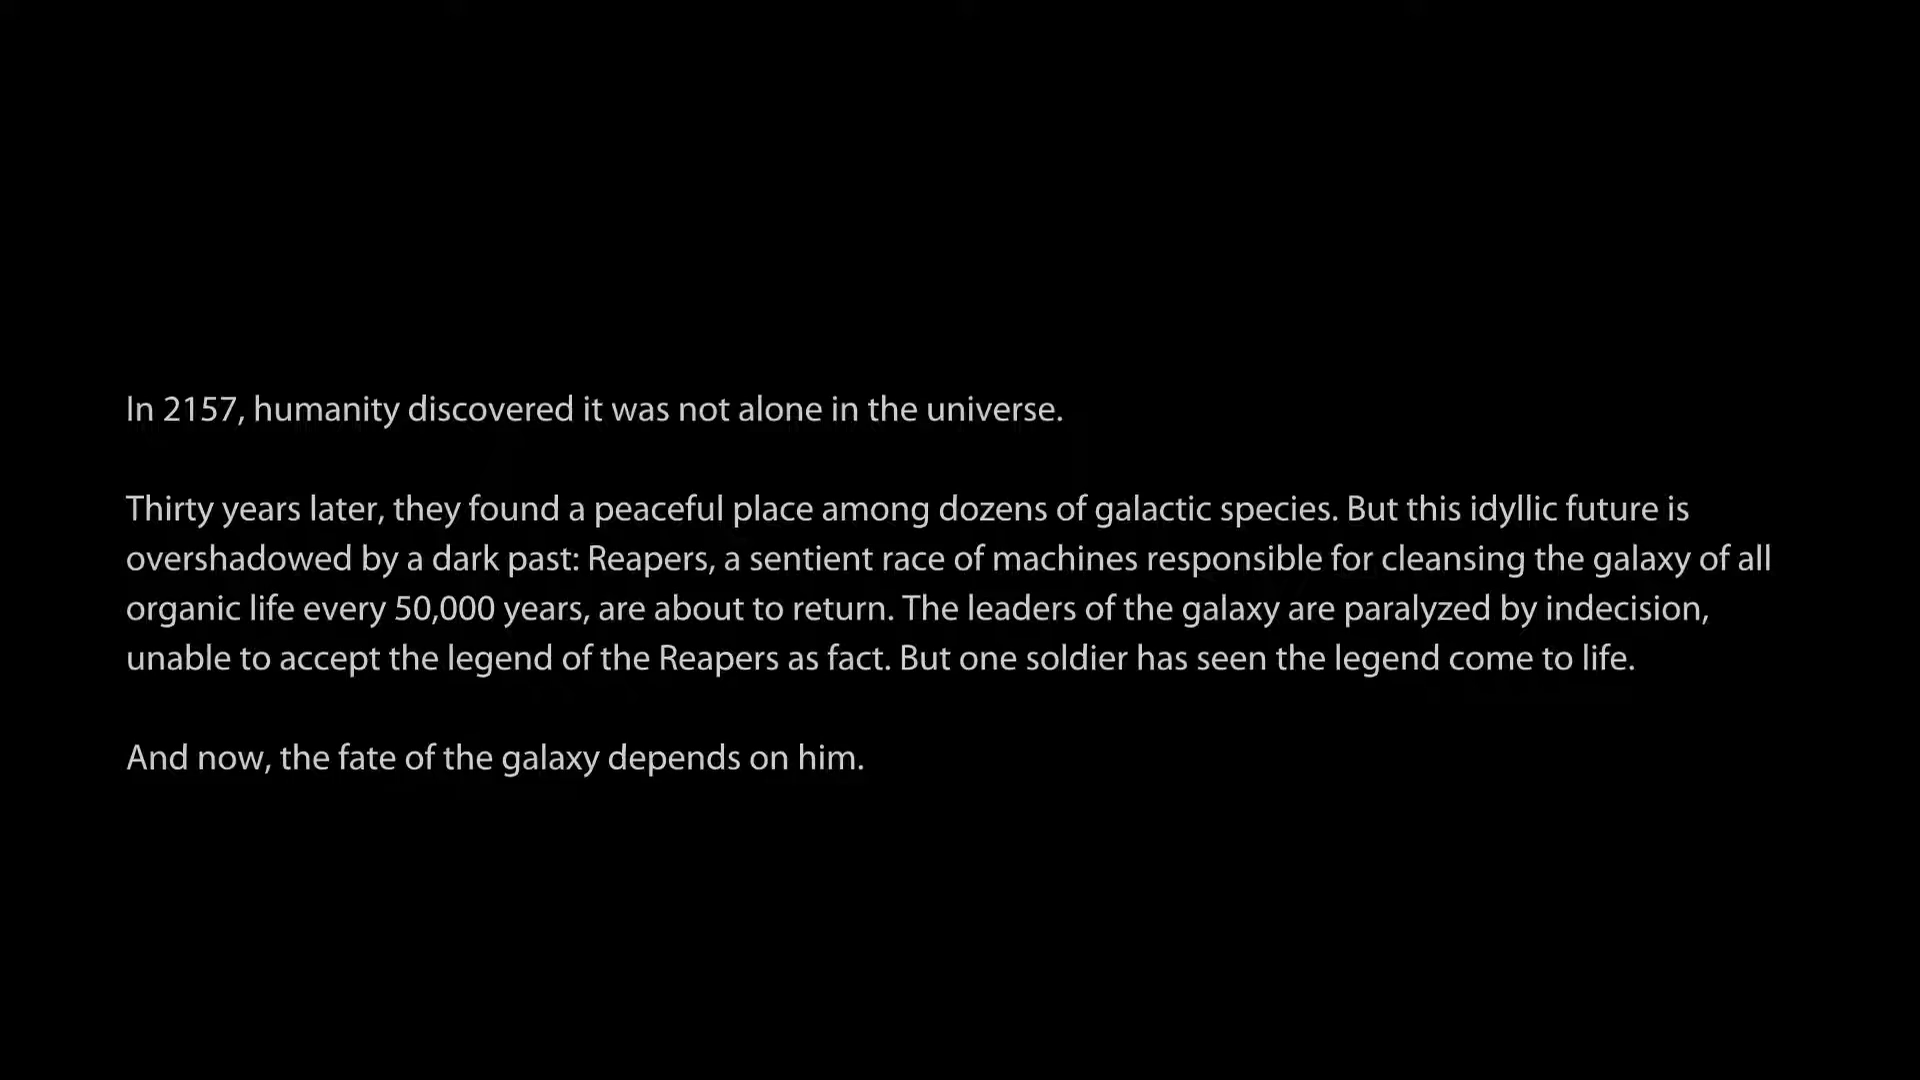 In 2157, humanity discovered it was not alone in the universe.
Thirty years later, they found a peaceful place among dozens of galactic species. But this idyllic future is
overshadowed by a dark past: Reapers, a sentient race of machines responsible for cleansing the galaxy of all
organic life every 50,000 years, are about to return. The leaders of the galaxy are paralyzed by indecision,
unable to accept the legend of the Reapers as fact. But one soldier has seen the legend come to life.
And now, the fate of the galaxy depends on him.